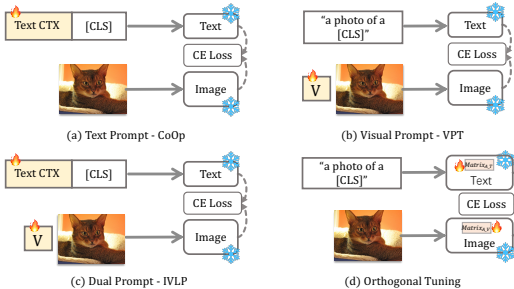 Text CTX
[CLS]
Text
CE Loss
Image
(a) Text Prompt - CoOp
"a photo of a
[CLS]"
Text
CE Loss
V
Image
(b) Visual Prompt - VPT
Text CTX
[CLS]
Text
CE Loss
V
Image
(c) Dual Prompt - IVLP
"a photo of a
[CLS]"
Matrix_{A,T}
Text
CE Loss
Matrix_{A,V}
Image
(d) Orthogonal Tuning